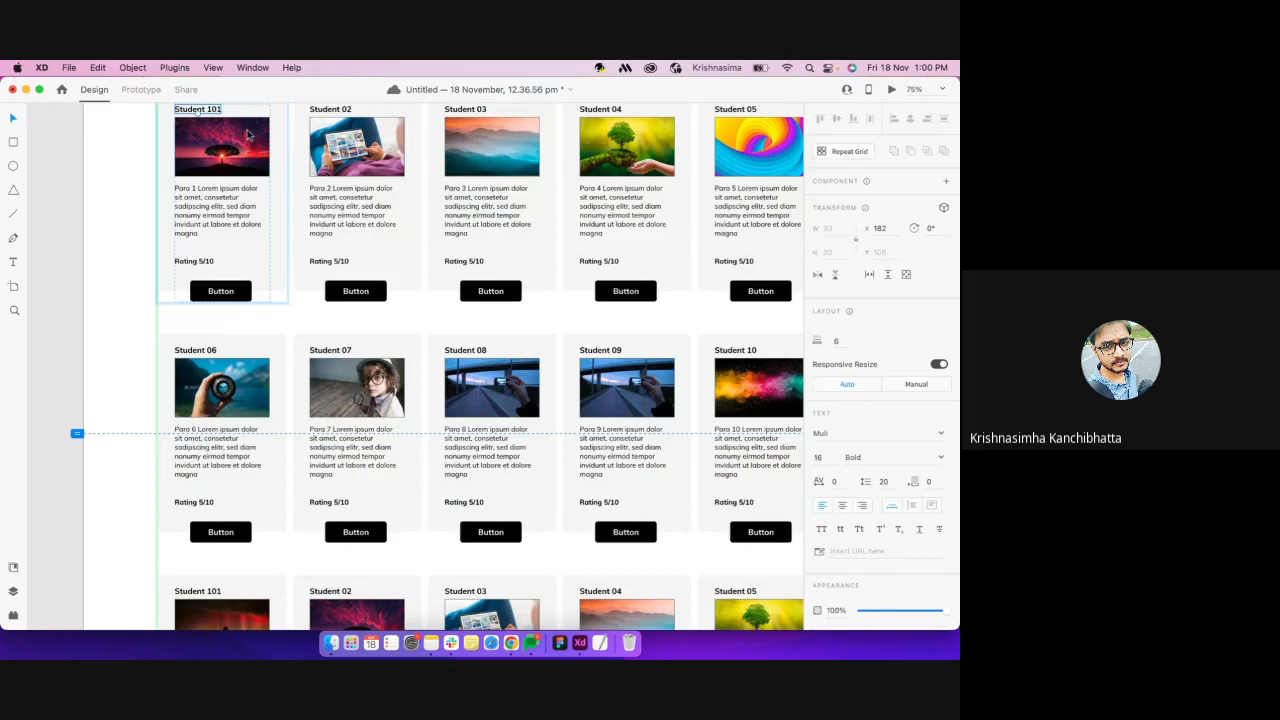 XD File Edit Object Plugins View Window Help Krishnasima Fri 18 Nov 1:00 PM
Design Prototype Share Untitled — 18 November, 12.36.56 pm * 75%
Student 101 Student 02 Student 03 Student 04 Student 05
Para 1 Lorem ipsum dolor Para 2 Lorem ipsum dolor Para 3 Lorem ipsum dolor Para 4 Lorem ipsum dolor Para 5 Lorem ipsum dolor
sit amet, consetetur sit amet, consetetur sit amet, consetetur sit amet, consetetur sit amet, consetetur
sadipscing elitr, sed diam sadipscing elitr, sed diam sadipscing elitr, sed diam sadipscing elitr, sed diam sadipscing elitr, sed diam
nonumy eirmod tempor nonumy eirmod tempor nonumy eirmod tempor nonumy eirmod tempor nonumy eirmod tempor
invidunt ut labore et dolore invidunt ut labore et dolore invidunt ut labore et dolore invidunt ut labore et dolore invidunt ut labore et dolore
magna magna magna magna magna
Rating 5/10 Rating 5/10 Rating 5/10 Rating 5/10 Rating 5/10
Button Button Button Button Button
Student 06 Student 07 Student 08 Student 09 Student 10
Para 6 Lorem ipsum dolor Para 7 Lorem ipsum dolor Para 8 Lorem ipsum dolor Para 9 Lorem ipsum dolor Para 10 Lorem ipsum dolor
sit amet, consetetur sit amet, consetetur sit amet, consetetur sit amet, consetetur sit amet, consetetur
sadipscing elitr, sed diam sadipscing elitr, sed diam sadipscing elitr, sed diam sadipscing elitr, sed diam sadipscing elitr, sed diam
nonumy eirmod tempor nonumy eirmod tempor nonumy eirmod tempor nonumy eirmod tempor nonumy eirmod tempor
invidunt ut labore et dolore invidunt ut labore et dolore invidunt ut labore et dolore invidunt ut labore et dolore invidunt ut labore et dolore
magna magna magna magna magna
Rating 5/10 Rating 5/10 Rating 5/10 Rating 5/10 Rating 5/10
Button Button Button Button Button
Student 101 Student 02 Student 03 Student 04 Student 05
Repeat Grid
COMPONENT
TRANSFORM
W 93 X 182 0°
H 20 Y 108
LAYOUT
6
Responsive Resize
Auto Manual
TEXT
Muli
16 Bold
0 20 0
TT tt Tt T¹ T₁ T T
Insert URL here
APPEARANCE
100%
18
Xd
Krishnasimha Kanchibhatta